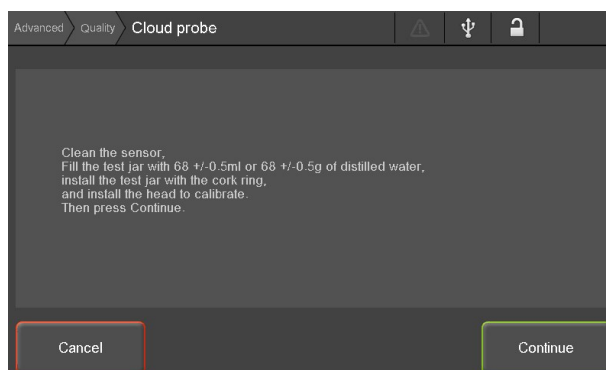 Advanced Quality Cloud probe
Clean the sensor,
Fill the test jar with 68 +/-0.5ml or 68 +/-0.5g of distilled water,
install the test jar with the cork ring,
and install the head to calibrate.
Then press Continue.
Cancel Continue